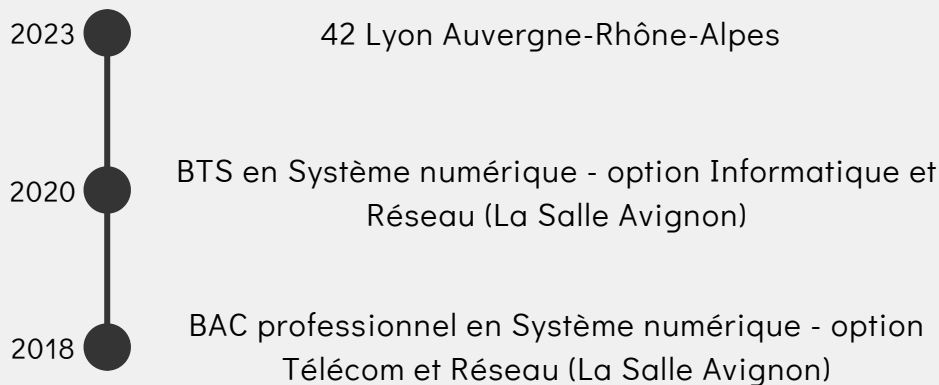 2023
42 Lyon Auvergne-Rhône-Alpes
2020
BTS en Système numérique - option Informatique et
Réseau (La Salle Avignon)
2018
BAC professionnel en Système numérique - option
Télécom et Réseau (La Salle Avignon)